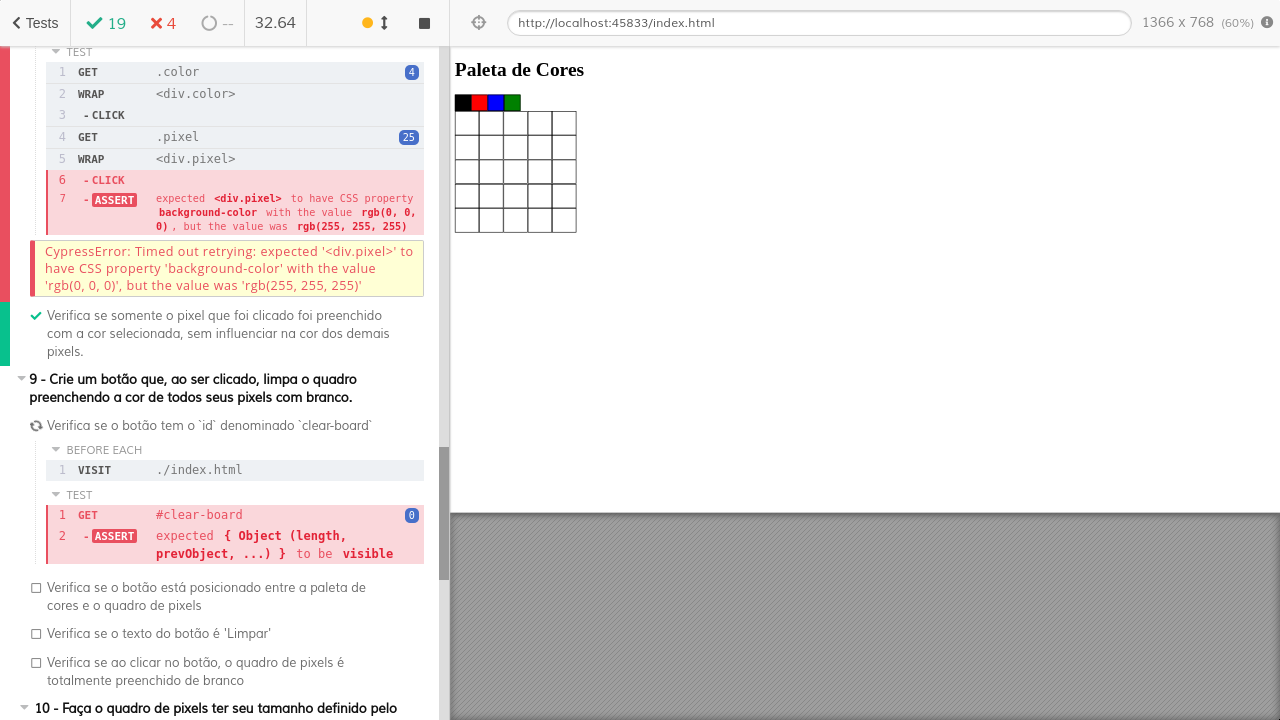 Tests
19
4
--
32.64
http://localhost:45833/index.html
1366 x 768 (60%)
TEST
1 GET .color 4
2 WRAP <div.color>
3 - CLICK
4 GET .pixel 25
5 WRAP <div.pixel>
6 - CLICK
7 - ASSERT expected <div.pixel> to have CSS property
background-color with the value rgb(0, 0,
0) , but the value was rgb(255, 255, 255)
CypressError: Timed out retrying: expected '<div.pixel>' to
have CSS property 'background-color' with the value
'rgb(0, 0, 0)', but the value was 'rgb(255, 255, 255)'
Verifica se somente o pixel que foi clicado foi preenchido
com a cor selecionada, sem influenciar na cor dos demais
pixels.
9 - Crie um botão que, ao ser clicado, limpa o quadro
preenchendo a cor de todos seus pixels com branco.
Verifica se o botão tem o `id` denominado `clear-board`
BEFORE EACH
1 VISIT ./index.html
TEST
1 GET #clear-board 0
2 - ASSERT expected { Object (length,
prevObject, ...) } to be visible
Verifica se o botão está posicionado entre a paleta de
cores e o quadro de pixels
Verifica se o texto do botão é 'Limpar'
Verifica se ao clicar no botão, o quadro de pixels é
totalmente preenchido de branco
10 - Faça o quadro de pixels ter seu tamanho definido pelo
Paleta de Cores